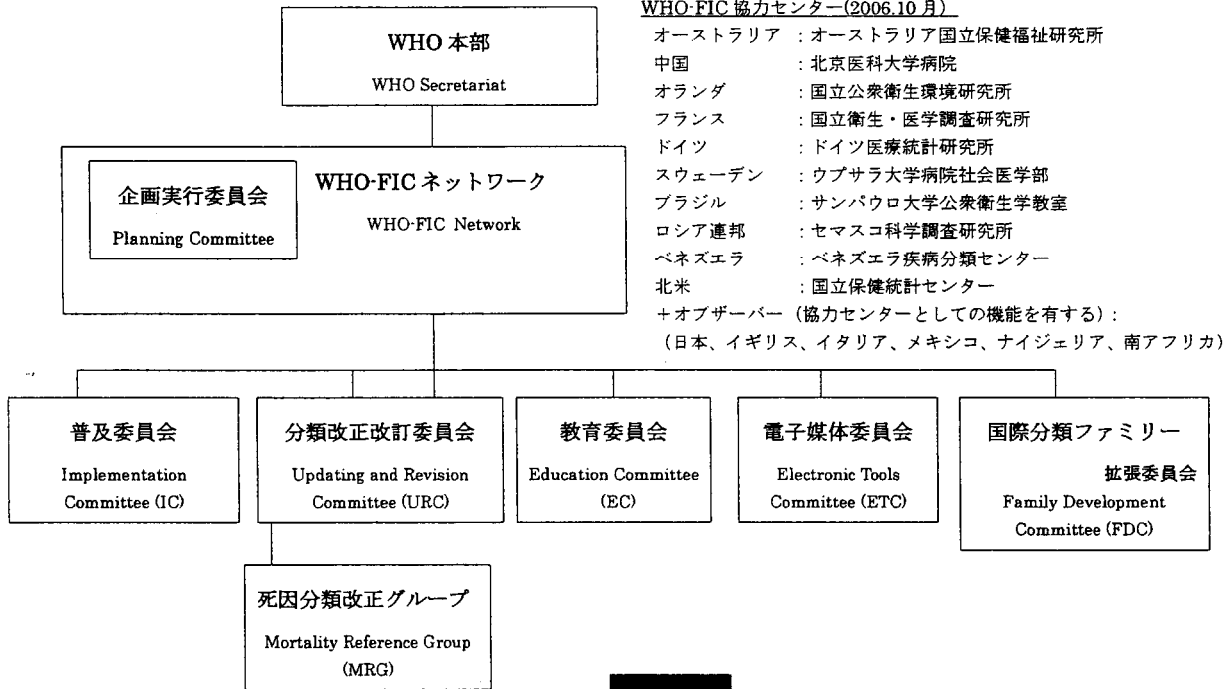 WHO 本部
WHO Secretariat
企画実行委員会
Planning Committee
WHO-FIC ネットワーク
WHO-FIC Network
WHO-FIC 協力センター(2006.10 月)
オーストラリア ：オーストラリア国立保健福祉研究所
中国 ：北京医科大学病院
オランダ ：国立公衆衛生環境研究所
フランス ：国立衛生・医学調査研究所
ドイツ ：ドイツ医療統計研究所
スウェーデン ：ウプサラ大学病院社会医学部
ブラジル ：サンパウロ大学公衆衛生学教室
ロシア連邦 ：セマスコ科学調査研究所
ベネズエラ ：ベネズエラ疾病分類センター
北米 ：国立保健統計センター
＋オブザーバー（協力センターとしての機能を有する）：
（日本、イギリス、イタリア、メキシコ、ナイジェリア、南アフリカ）
普及委員会
Implementation
Committee (IC)
分類改正改訂委員会
Updating and Revision
Committee (URC)
教育委員会
Education Committee
(EC)
電子媒体委員会
Electronic Tools
Committee (ETC)
国際分類ファミリー
拡張委員会
Family Development
Committee (FDC)
死因分類改正グループ
Mortality Reference Group
(MRG)